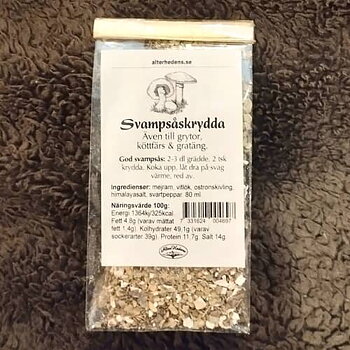 alterhedens.se
Svampsåskrydda
Även till grytor,
köttfärs & gratäng.
God svampsås: 2-3 dl grädde, 2 tsk
krydda. Koka upp, låt dra på svag
värme, red av.
Ingredienser: mejram, vitlök, ostronskivling,
himalayasalt, svartpeppar. 80 ml
Näringsvärde 100g:
Energi 1364kj/325kcal
Fett 4.8g (varav mättat
fett 1.4g). Kolhydrater 49.1g (varav
sockerarter 39g). Protein 11.7g. Salt 14g.
7 331624 004697